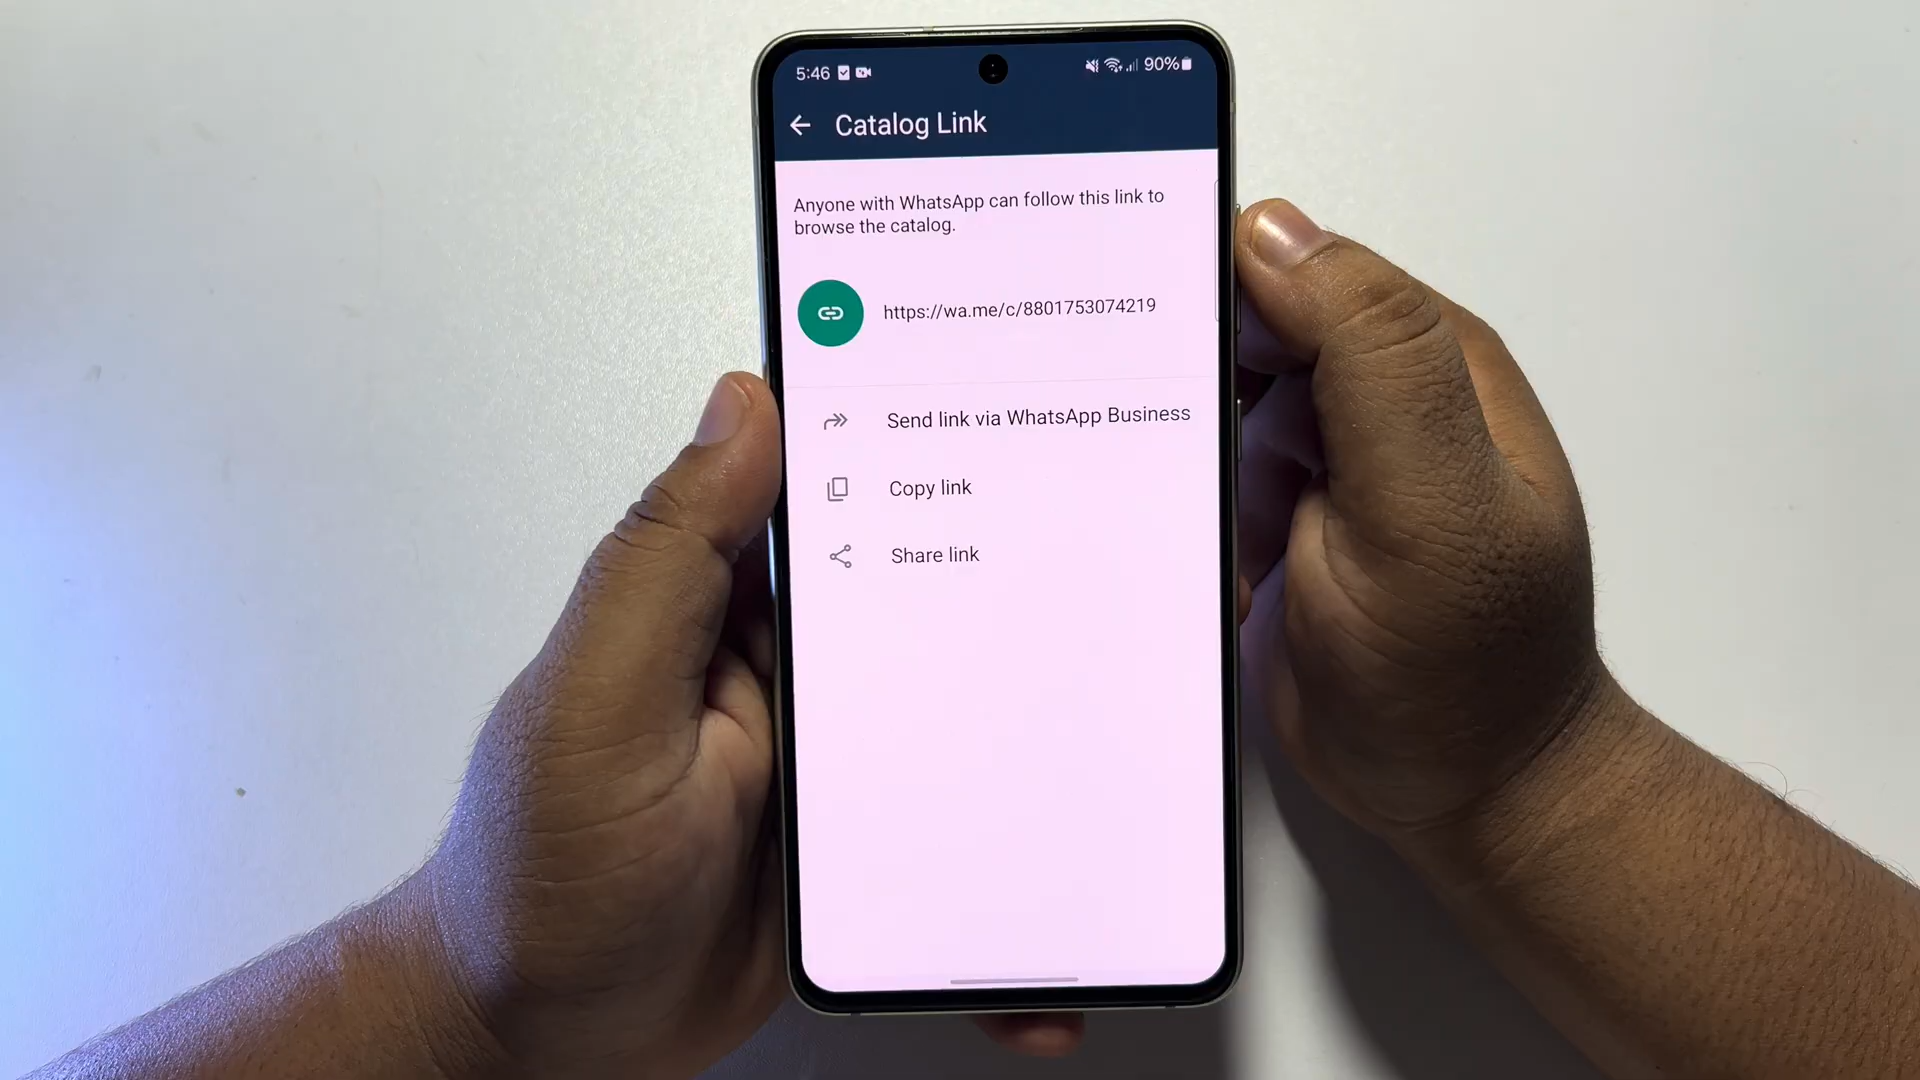 5:46 90%
Catalog Link
Anyone with WhatsApp can follow this link to
browse the catalog.
https://wa.me/c/8801753074219
Send link via WhatsApp Business
Copy link
Share link